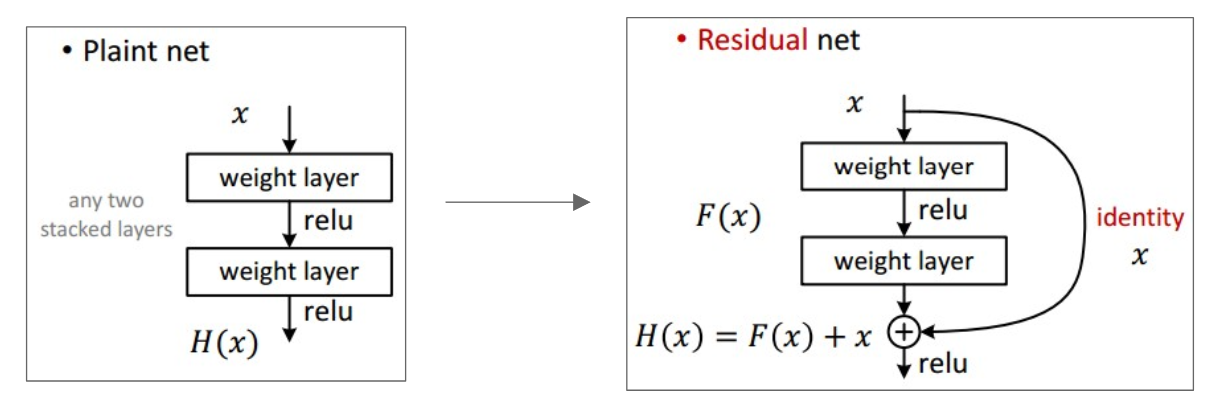 • Plaint net
x
weight layer
any two
stacked layers
relu
weight layer
relu
H(x)
• Residual net
x
weight layer
F(x)
relu
identity
x
weight layer
H(x) = F(x) + x
relu